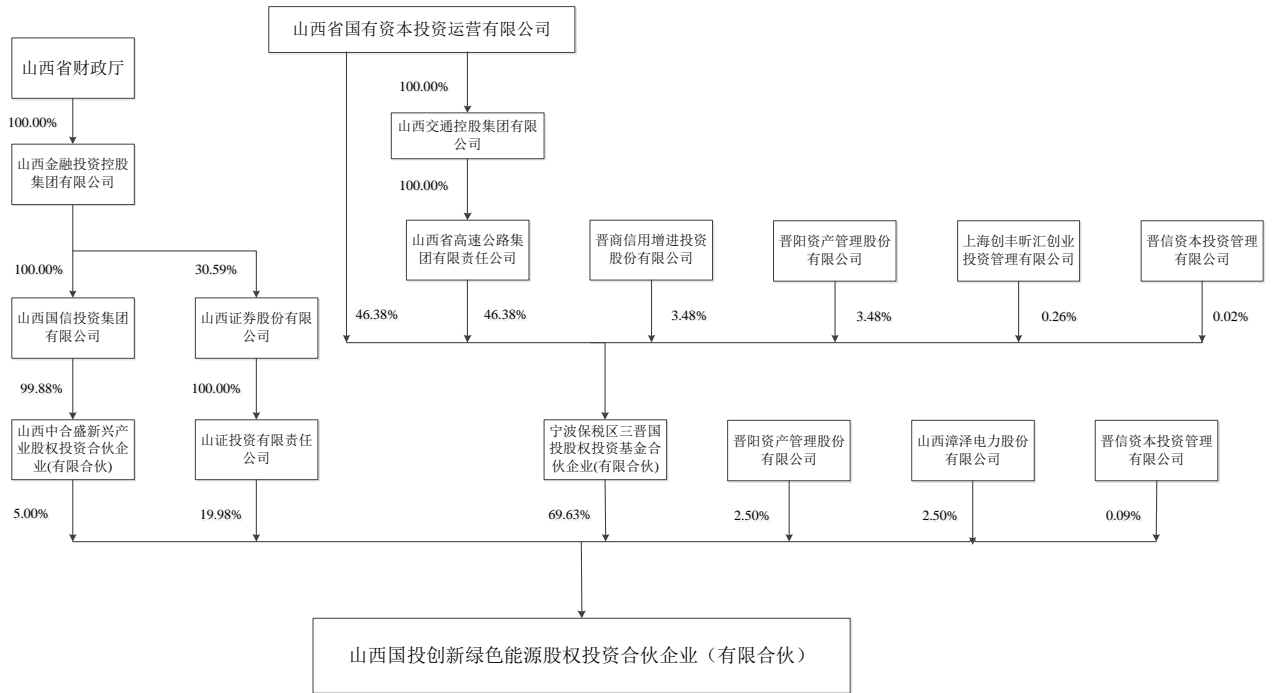 山西省国有资本投资运营有限公司
山西省财政厅
100.00%
山西交通控股集团有限
公司
100.00%
山西金融投资控股
集团有限公司
100.00%
山西省高速公路集
团有限责任公司
晋商信用增进投资
股份有限公司
晋阳资产管理股份
有限公司
上海创丰昕汇创业
投资管理有限公司
晋信资本投资管理
有限公司
100.00%
30.59%
山西国信投资集团
有限公司
山西证券股份有限
公司
46.38%
46.38%
3.48%
3.48%
0.26%
0.02%
99.88%
100.00%
山西中合盛新兴产
业股权投资合伙企
业(有限合伙)
山证投资有限责任
公司
宁波保税区三晋国
投股权投资基金合
伙企业(有限合伙)
晋阳资产管理股份
有限公司
山西漳泽电力股份
有限公司
晋信资本投资管理
有限公司
5.00%
19.98%
69.63%
2.50%
2.50%
0.09%
山西国投创新绿色能源股权投资合伙企业（有限合伙）